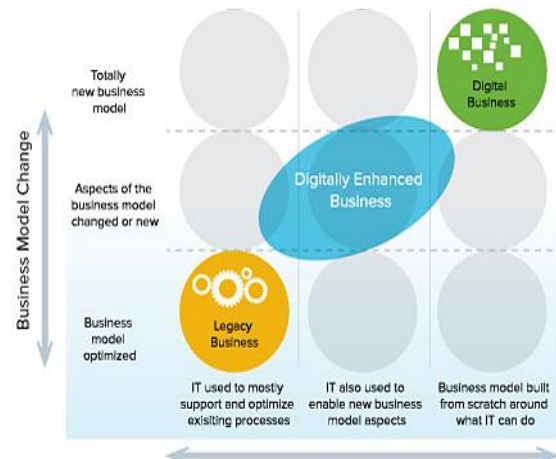 Totally
new business
model
Digital
Business
Business Model Change
Aspects of the
business model
changed or new
Digitally Enhanced
Business
Business
model
optimized
Legacy
Business
IT used to mostly
support and optimize
exisiting processes
IT also used to
enable new business
model aspects
Business model built
from scratch around
what IT can do